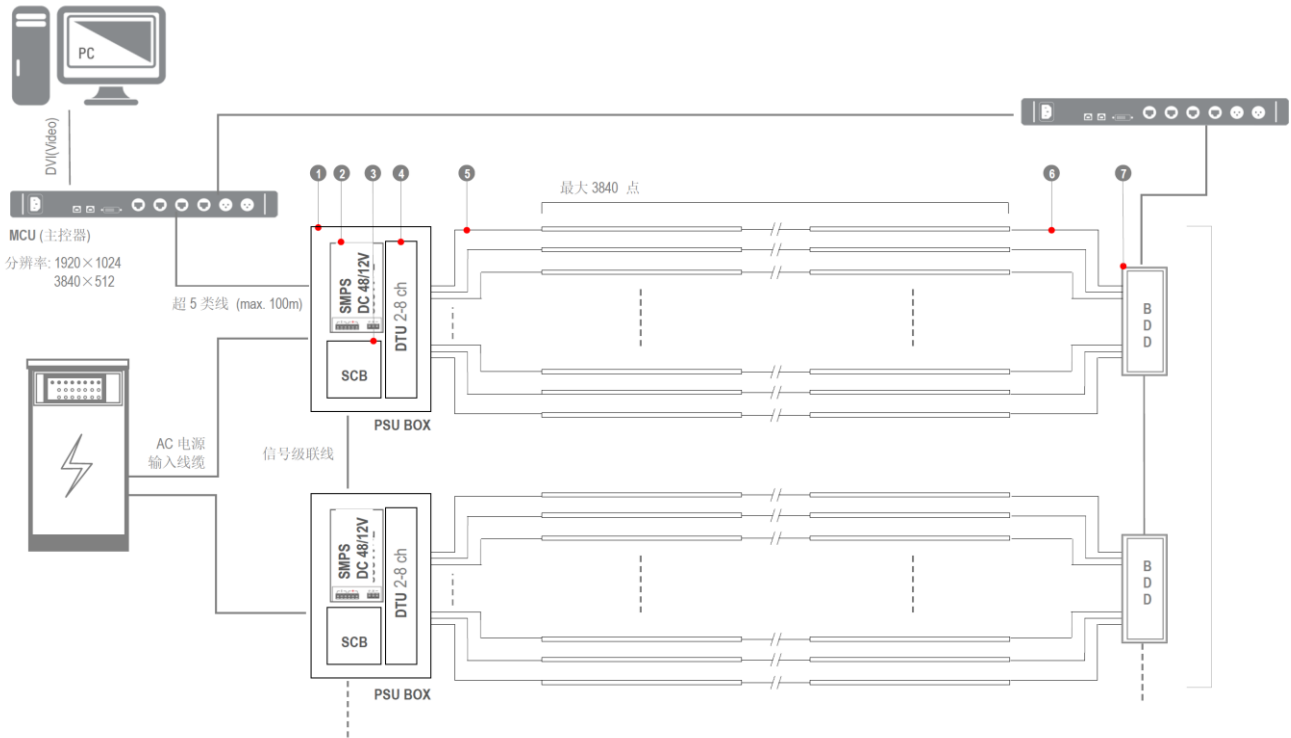 PC
DVI(Video)
MCU (主控器)
分辨率: 1920×1024
3840×512
超 5 类线 (max. 100m)
1
2
3
4
5
6
7
最大 3840 点
SMPS
DC 48/12V
DTU 2-8 ch
SCB
PSU BOX
BDD
AC 电源
输入线缆
信号级联线
SMPS
DC 48/12V
DTU 2-8 ch
SCB
PSU BOX
BDD